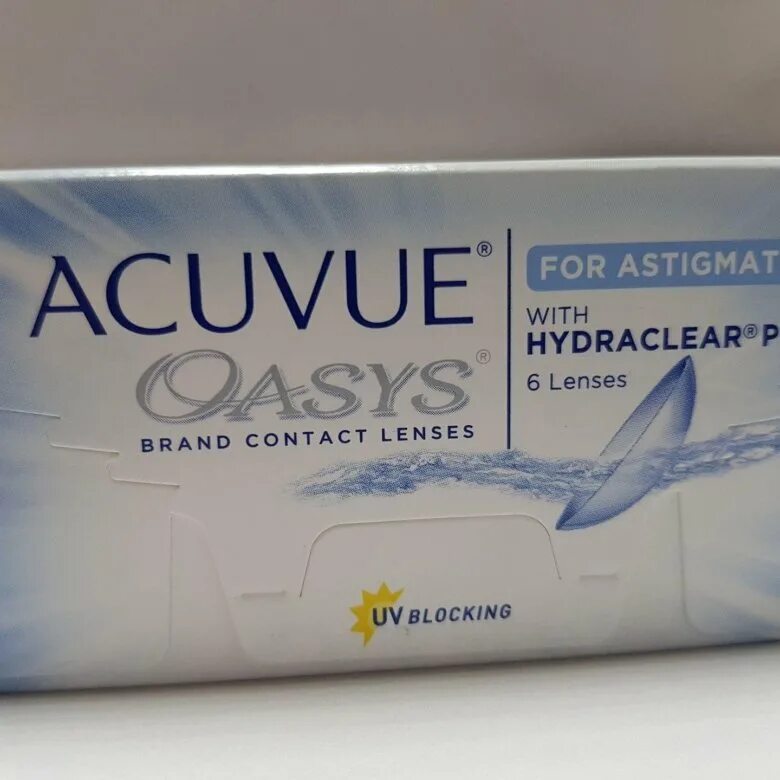 ACUVUE®
OASYS®
BRAND CONTACT LENSES
FOR ASTIGMAT
WITH
HYDRACLEAR® P
6 Lenses
UV BLOCKING